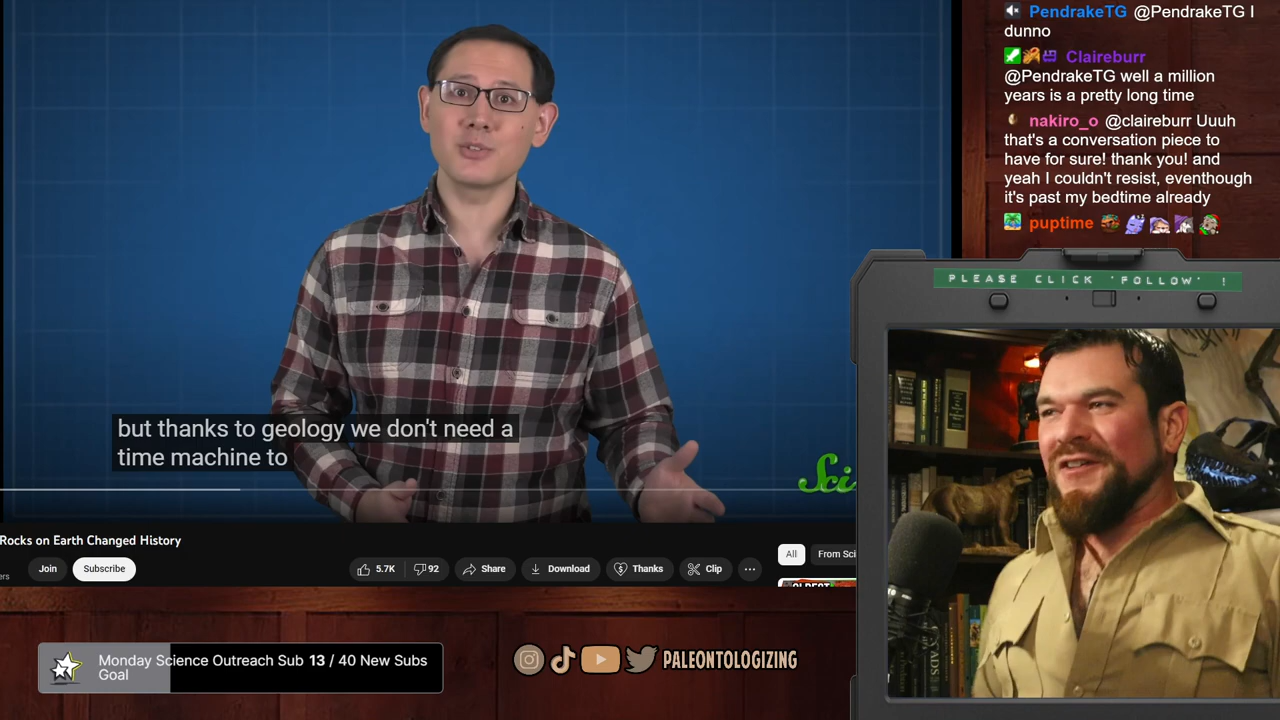 PendrakeTG @PendrakeTG I
dunno
Claireburr
@PendrakeTG well a million
years is a pretty long time
nakiro_o @claireburr Uuuh
that's a conversation piece to
have for sure! thank you! and
yeah I couldn't resist, eventhough
it's past my bedtime already
puptime
PLEASE CLICK 'FOLLOW' !
but thanks to geology we don't need a
time machine to
Sci
Rocks on Earth Changed History
ers
Join
Subscribe
5.7K
92
Share
Download
Thanks
Clip
All
From Sci
OLDEST
Monday Science Outreach Sub 13 / 40 New Subs
Goal
PALEONTOLOGIZING